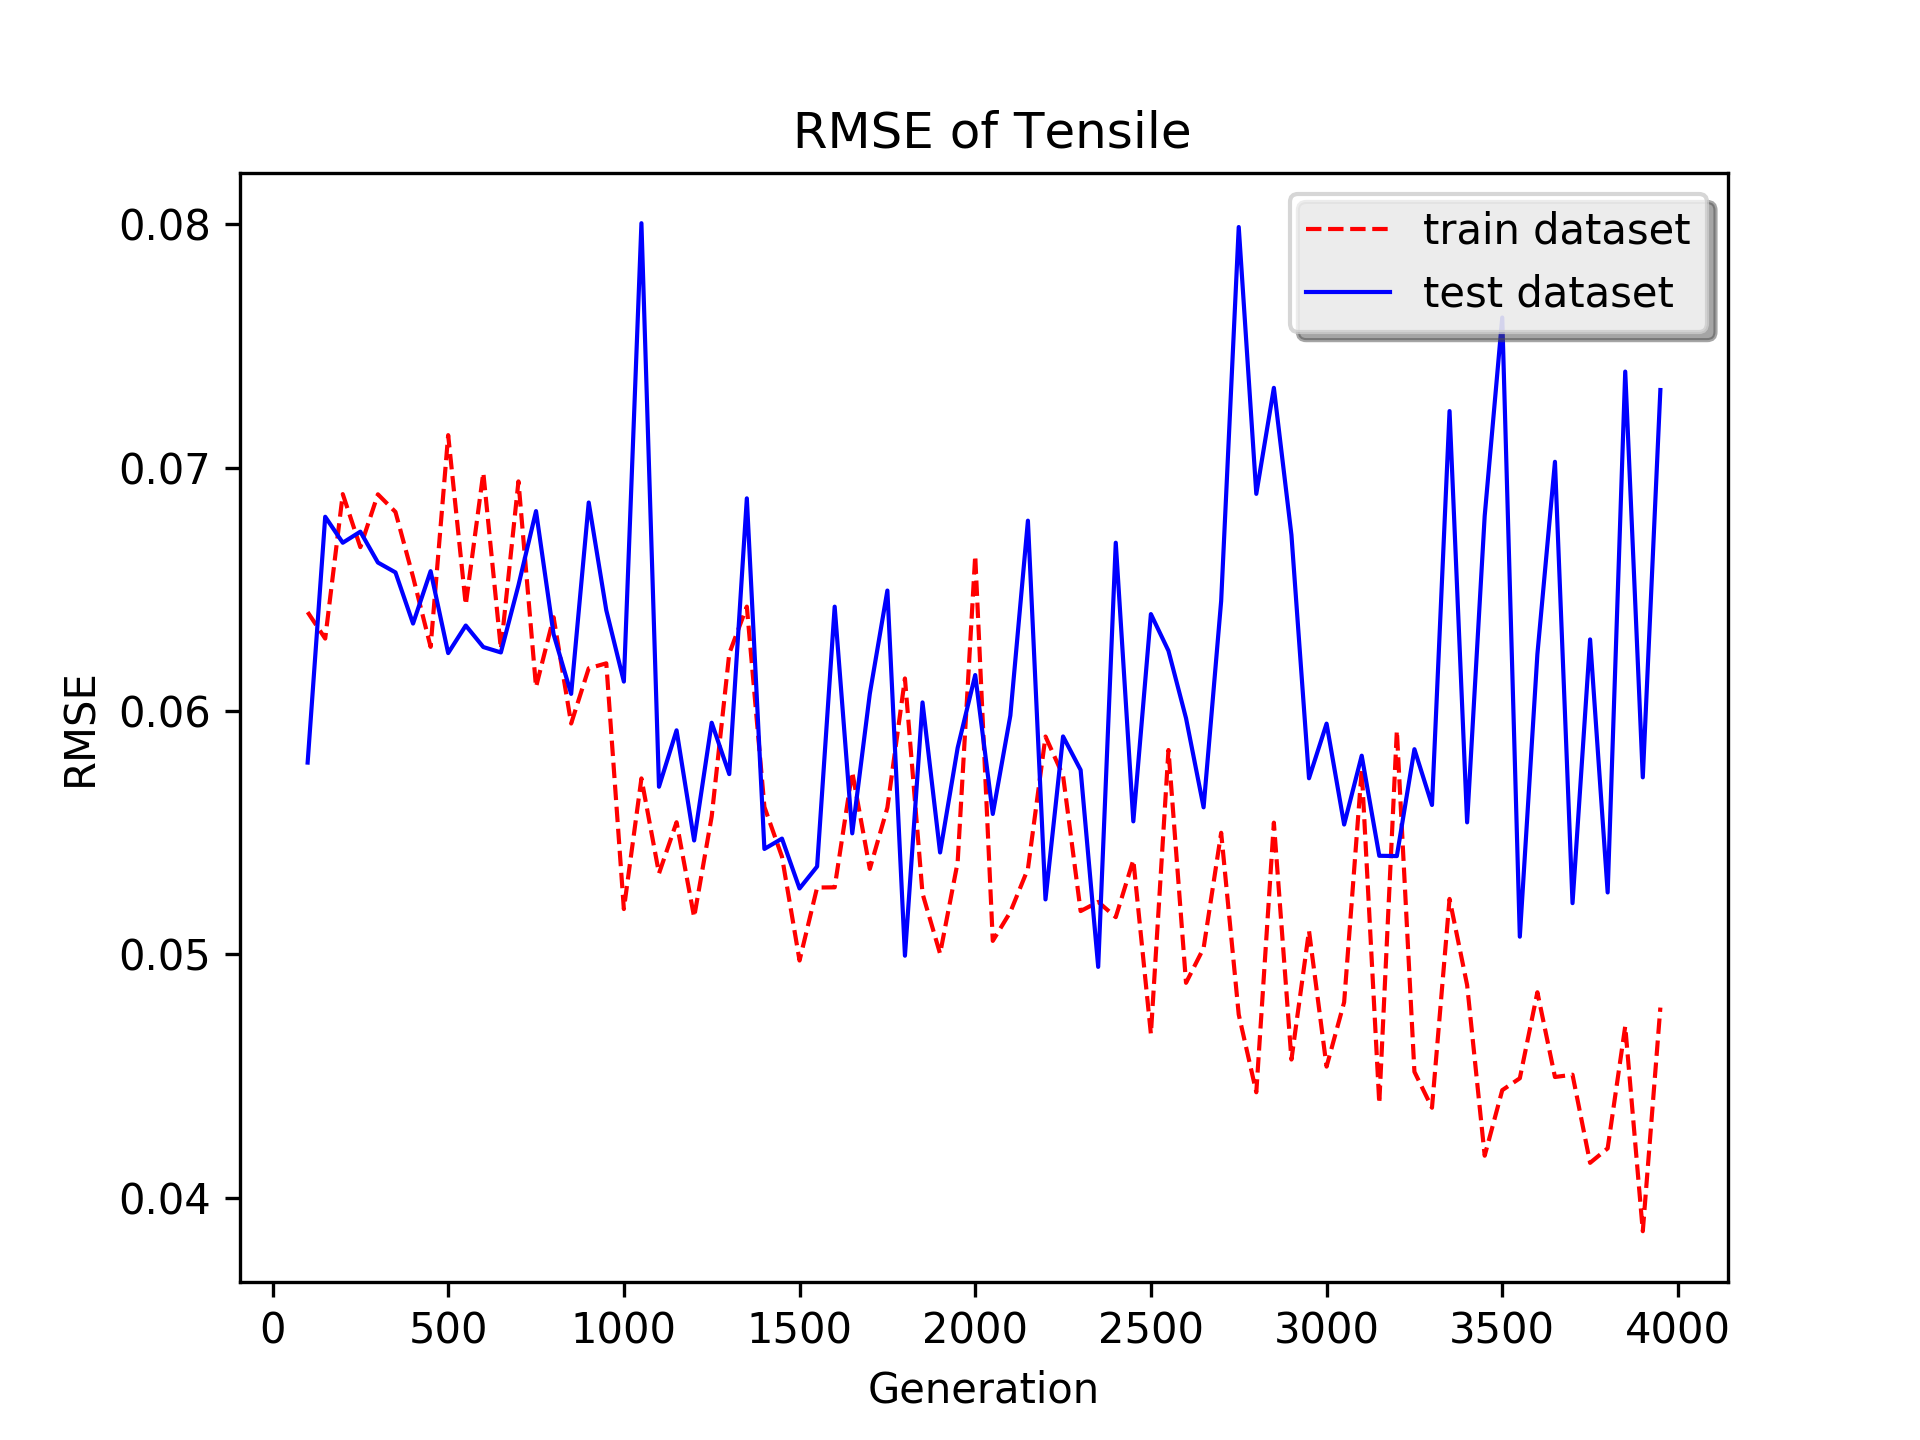 RMSE of Tensile
train dataset
test dataset
RMSE
0.08
0.07
0.06
0.05
0.04
0 500 1000 1500 2000 2500 3000 3500 4000
Generation